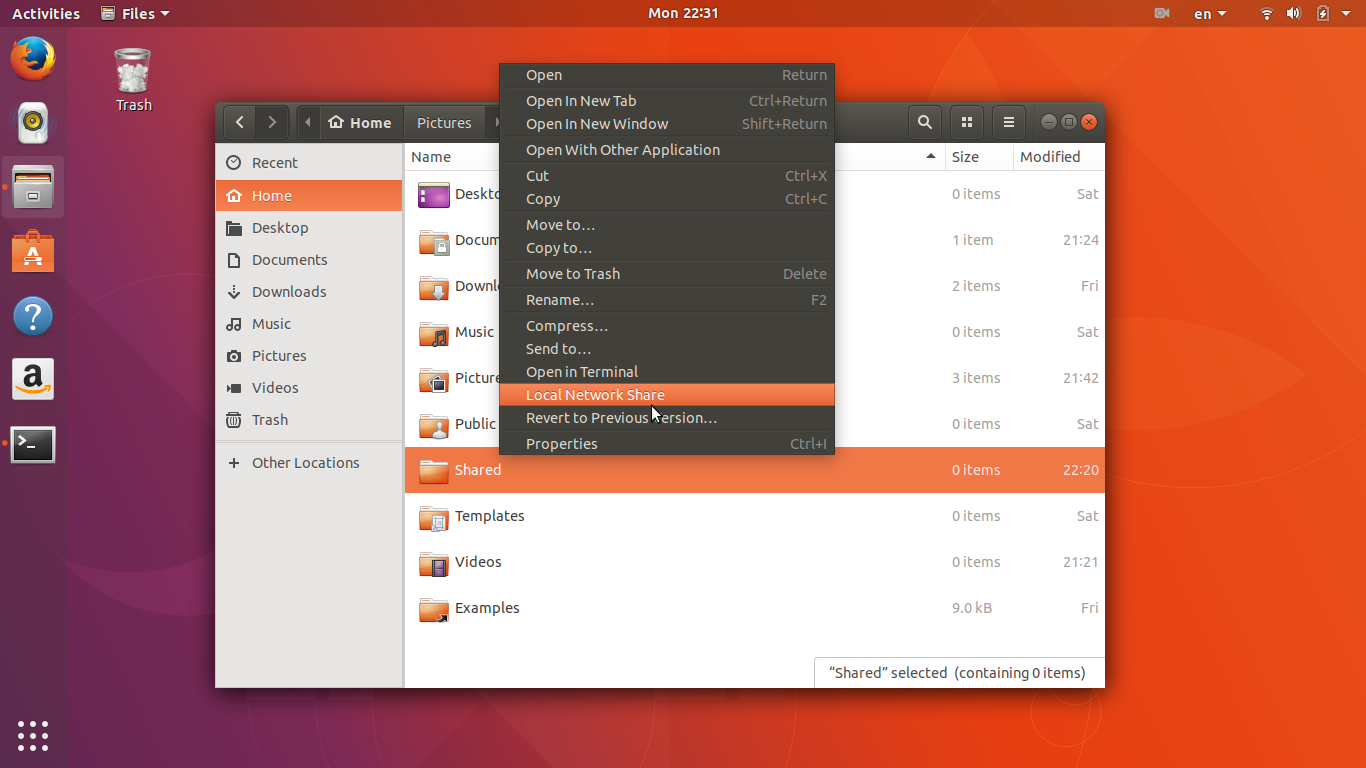 Activities Files Mon 22:31 en
Trash
Home Pictures
Recent
Home
Desktop
Documents
Downloads
Music
Pictures
Videos
Trash
Other Locations
Name Size Modified
Deskto 0 items Sat
Docum 1 item 21:24
Downl 2 items Fri
Music 0 items Sat
Picture 3 items 21:42
Public 0 items Sat
Shared 0 items 22:20
Templates 0 items Sat
Videos 0 items 21:21
Examples 9.0 kB Fri
Open Return
Open In New Tab Ctrl+Return
Open In New Window Shift+Return
Open With Other Application
Cut Ctrl+X
Copy Ctrl+C
Move to…
Copy to…
Move to Trash Delete
Rename… F2
Compress…
Send to…
Open in Terminal
Local Network Share
Revert to Previous Version…
Properties Ctrl+I
“Shared” selected (containing 0 items)